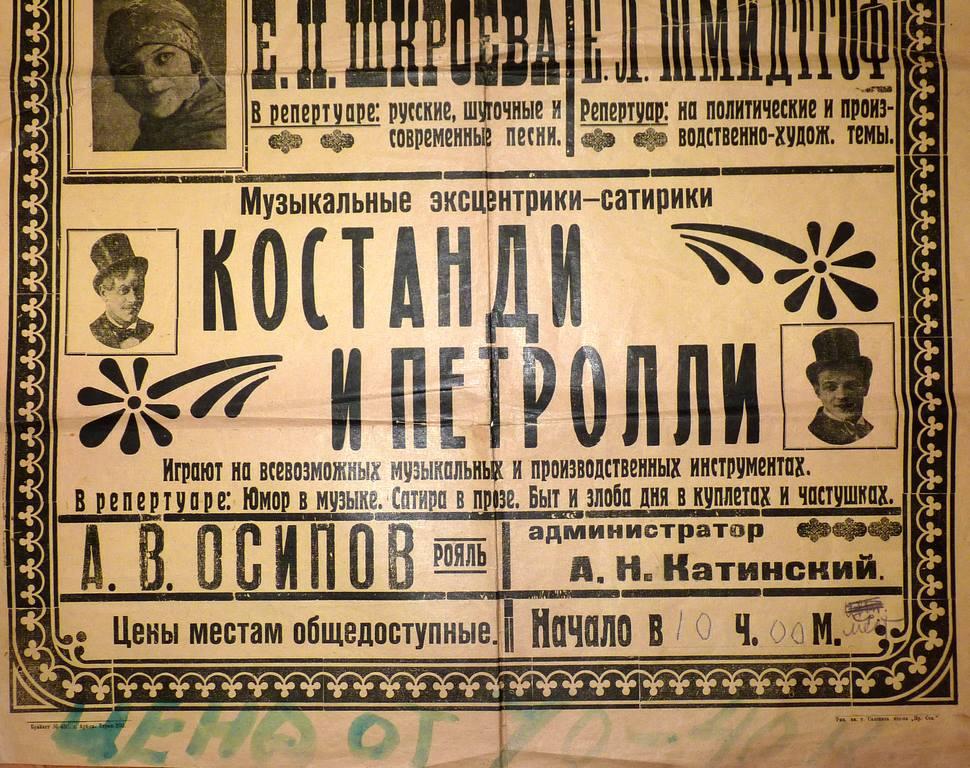 Е. П. ШКРОЕВА
Е. Л. ШМИДТГОФ
В репертуаре: русские, шуточные и
современные песни.
Репертуар: на политические и произ-
водственно-худож. темы.
Музыкальные эксцентрики–сатирики
КОСТАНДИ
И ПЕТРОЛЛИ
Играют на всевозможных музыкальных и производственных инструментах.
В репертуаре: Юмор в музыке. Сатира в прозе. Быт и злоба дня в куплетах и частушках.
А. В. ОСИПОВ РОЯЛЬ
администратор
А. Н. Катинский.
Цены местам общедоступные.
Начало в 10 ч. 00 м.
ЦЕНО ОТ